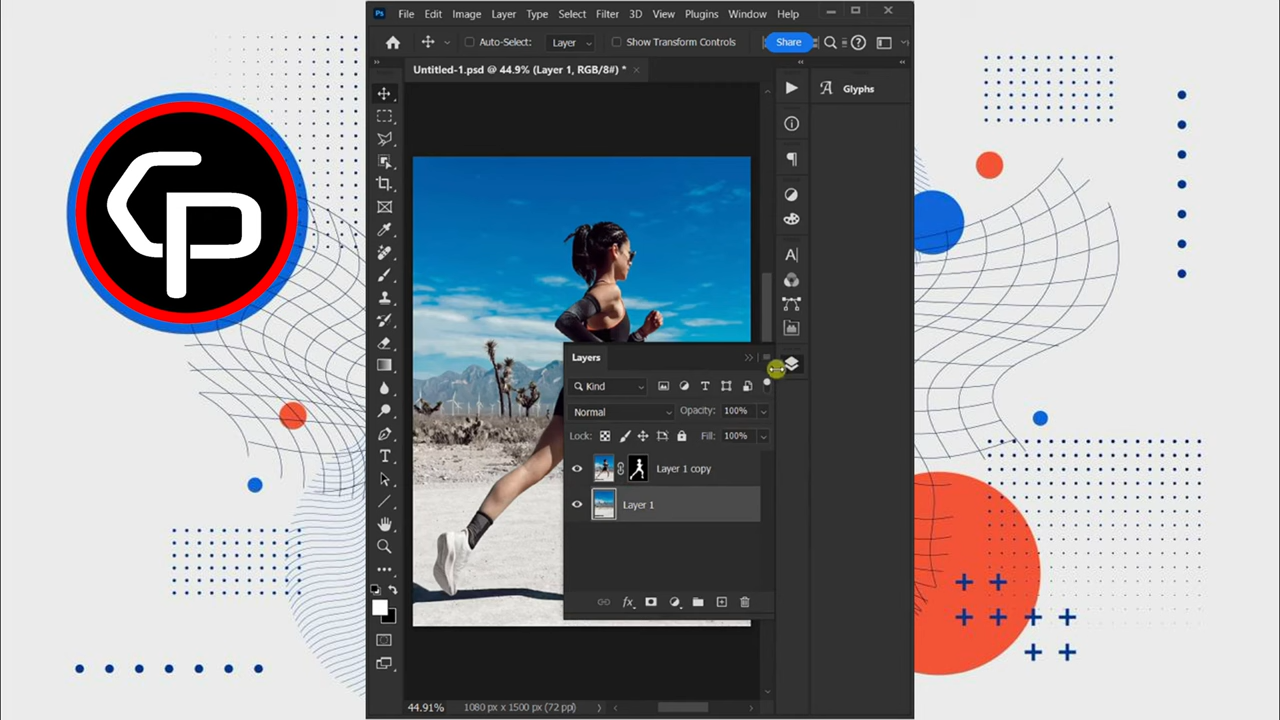 CP
Ps File Edit Image Layer Type Select Filter 3D View Plugins Window Help
Auto-Select: Layer Show Transform Controls Share
Untitled-1.psd @ 44.9% (Layer 1, RGB/8#) *
Glyphs
Layers
Kind
Normal Opacity: 100%
Lock: Fill: 100%
Layer 1 copy
Layer 1
44.91% 1080 px x 1500 px (72 ppi)